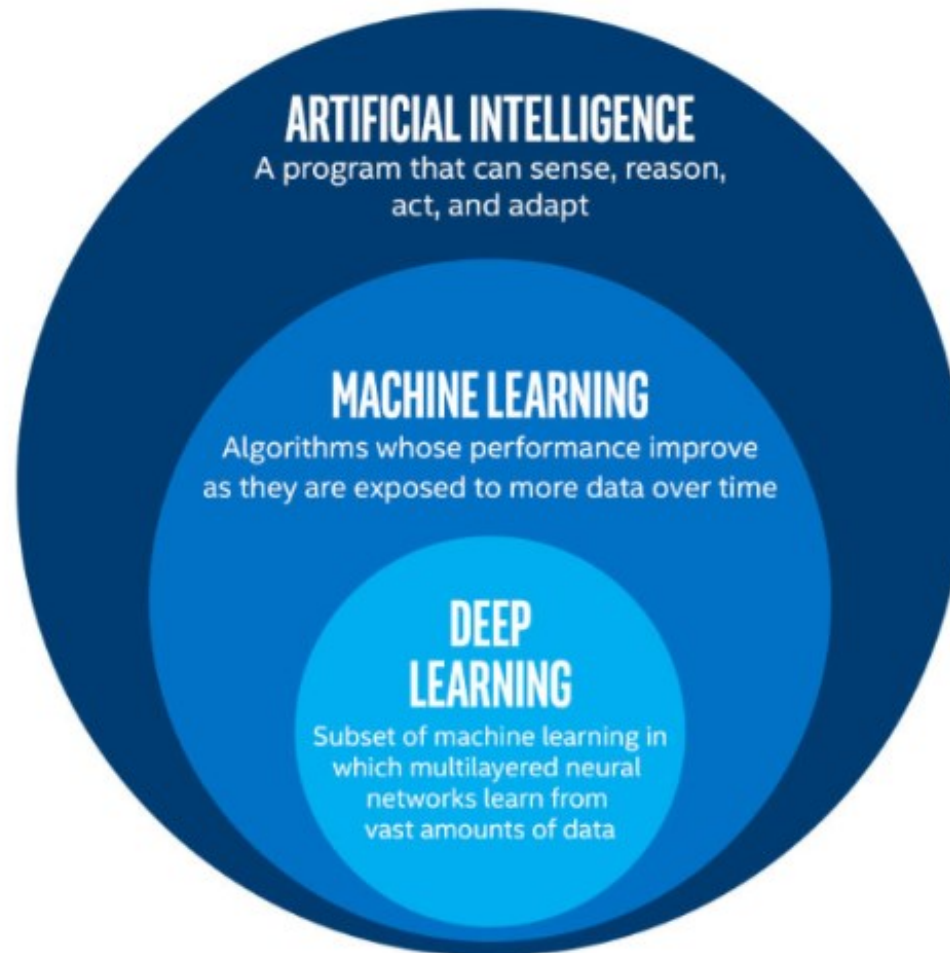 ARTIFICIAL INTELLIGENCE
A program that can sense, reason,
act, and adapt
MACHINE LEARNING
Algorithms whose performance improve
as they are exposed to more data over time
DEEP
LEARNING
Subset of machine learning in
which multilayered neural
networks learn from
vast amounts of data